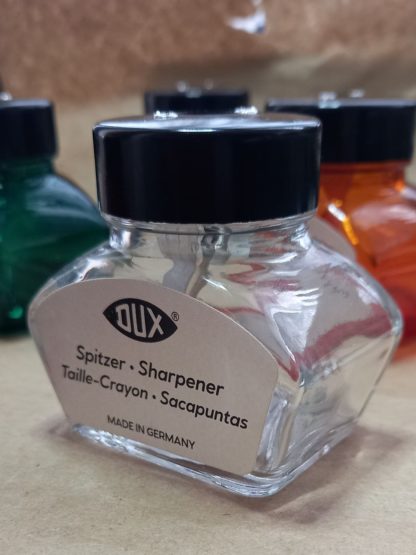 DUX®
Spitzer • Sharpener
Taille-Crayon • Sacapuntas
MADE IN GERMANY